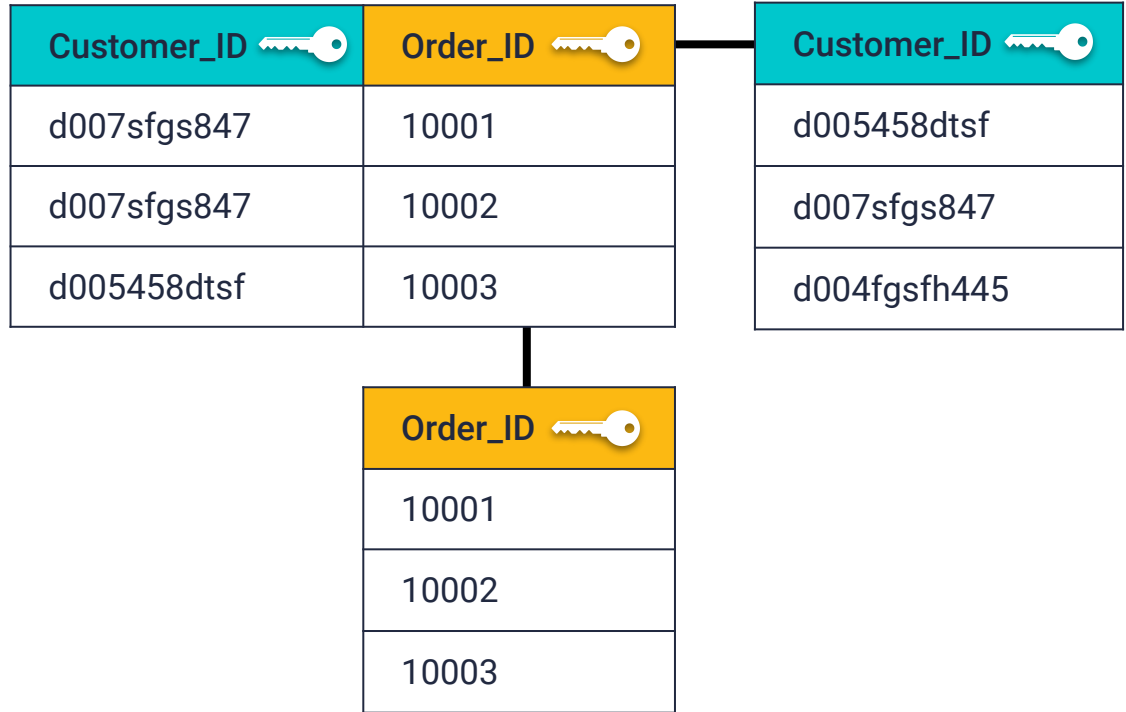 Customer_ID Order_ID
d007sfgs847 10001
d007sfgs847 10002
d005458dtsf 10003
Customer_ID
d005458dtsf
d007sfgs847
d004fgsfh445
Order_ID
10001
10002
10003